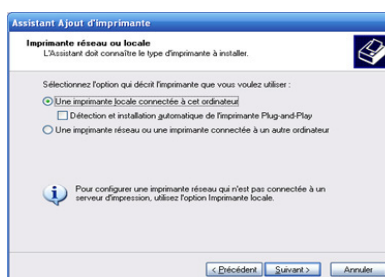 Assistant Ajout d'imprimante
Imprimante réseau ou locale
L'Assistant doit connaître le type d'imprimante à installer.
Sélectionnez l'option qui décrit l'imprimante que vous voulez utiliser :
Une imprimante locale connectée à cet ordinateur
Détection et installation automatique de l'imprimante Plug-and-Play
Une imprimante réseau ou une imprimante connectée à un autre ordinateur
Pour configurer une imprimante réseau qui n'est pas connectée à un
serveur d'impression, utilisez l'option Imprimante locale.
< Précédent Suivant > Annuler